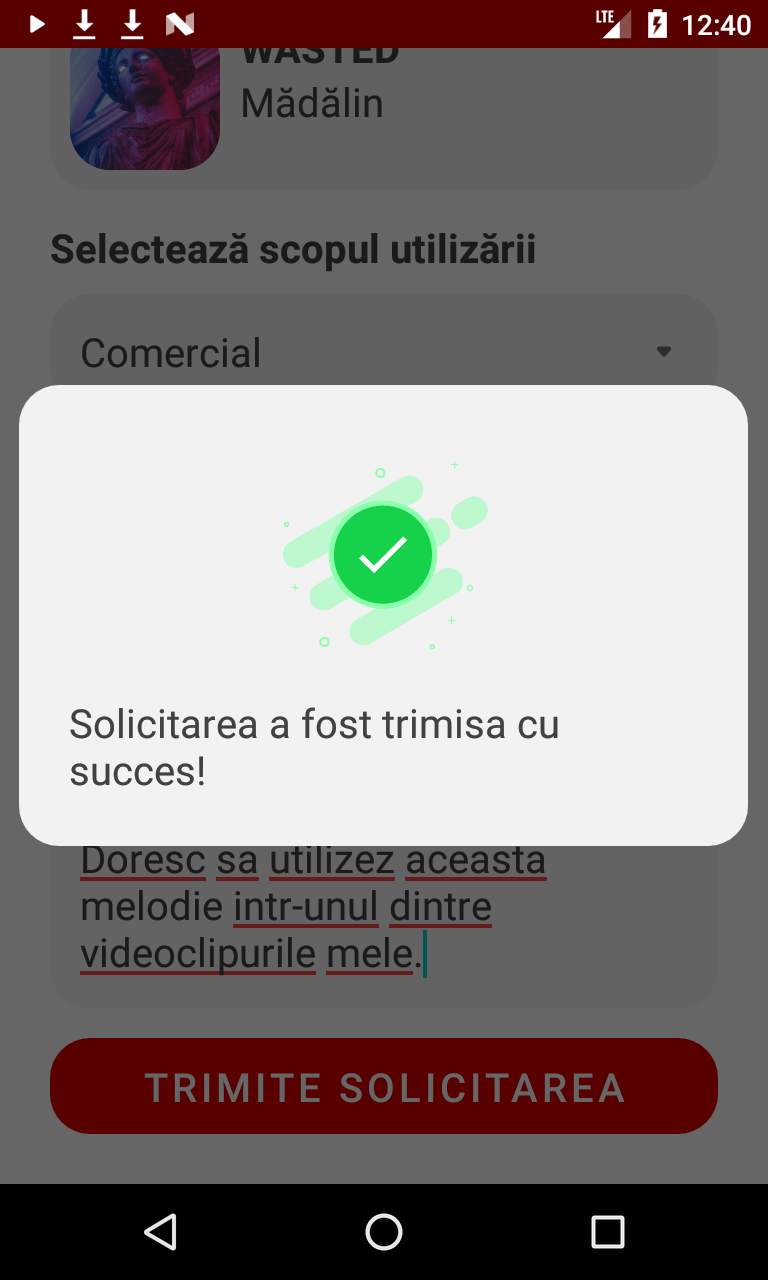 LTE 12:40
WASTED
Mădălin
Selectează scopul utilizării
Comercial
Solicitarea a fost trimisa cu
succes!
Doresc sa utilizez aceasta
melodie intr-unul dintre
videoclipurile mele.
TRIMITE SOLICITAREA